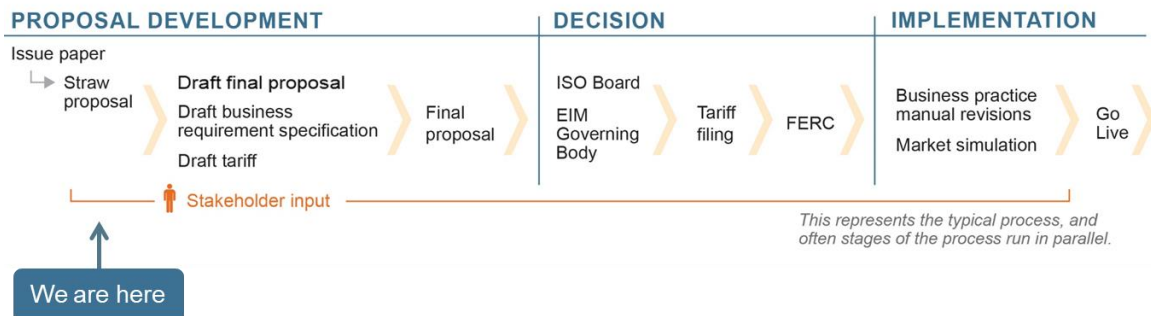 PROPOSAL DEVELOPMENT
DECISION
IMPLEMENTATION
Issue paper
Straw
proposal
Draft final proposal
Draft business
requirement specification
Draft tariff
Final
proposal
ISO Board
EIM
Governing
Body
Tariff
filing
FERC
Business practice
manual revisions
Market simulation
Go
Live
Stakeholder input
This represents the typical process, and
often stages of the process run in parallel.
We are here